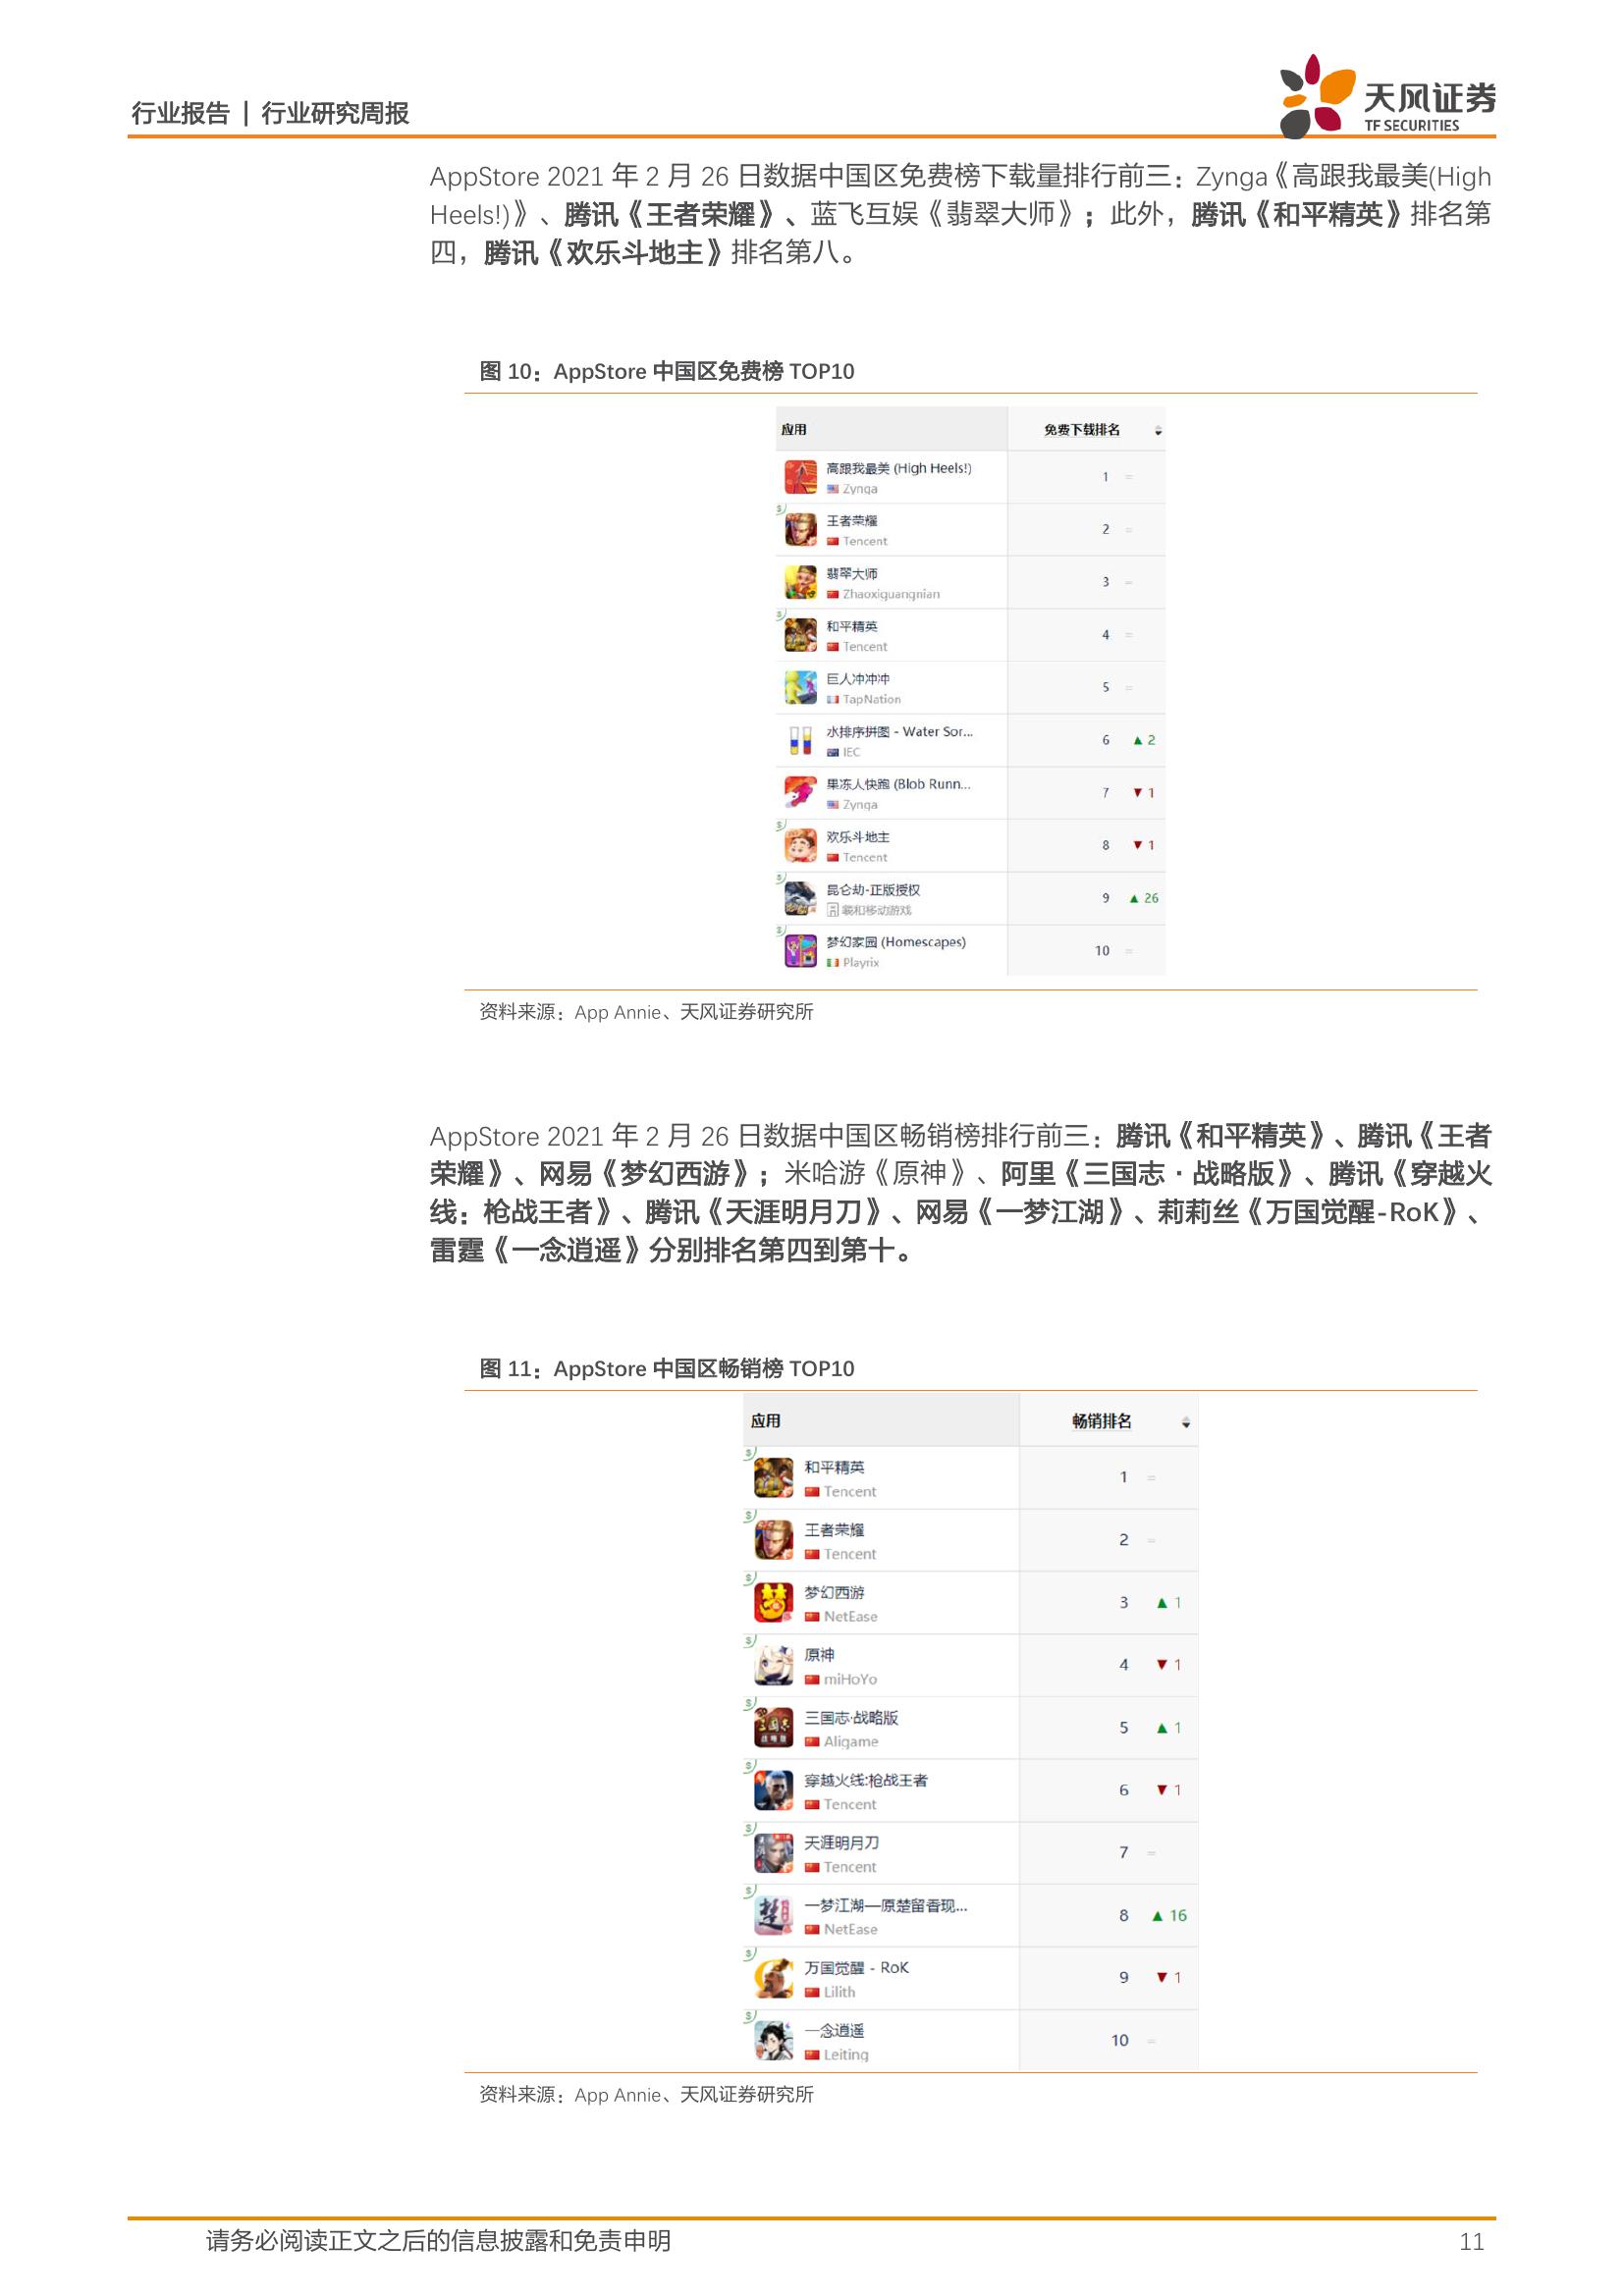 行业报告 | 行业研究周报
天风证券
TF SECURITIES
AppStore 2021 年 2 月 26 日数据中国区免费榜下载量排行前三：Zynga《高跟我最美(High
Heels!)》、腾讯《王者荣耀》、蓝飞互娱《翡翠大师》；此外，腾讯《和平精英》排名第
四，腾讯《欢乐斗地主》排名第八。
图 10：AppStore 中国区免费榜 TOP10
应用 免费下载排名
高跟我最美 (High Heels!)
Zynga
1 =
王者荣耀
Tencent
2 =
翡翠大师
Zhaoxiguangnian
3 =
和平精英
Tencent
4 =
巨人冲冲冲
TapNation
5 =
水排序拼图 - Water Sor...
IEC
6 ▲ 2
果冻人快跑 (Blob Runn...
Zynga
7 ▼ 1
欢乐斗地主
Tencent
8 ▼ 1
昆仑劫-正版授权
羲和移动游戏
9 ▲ 26
梦幻家园 (Homescapes)
Playrix
10 =
资料来源：App Annie、天风证券研究所
AppStore 2021 年 2 月 26 日数据中国区畅销榜排行前三：腾讯《和平精英》、腾讯《王者
荣耀》、网易《梦幻西游》；米哈游《原神》、阿里《三国志·战略版》、腾讯《穿越火
线：枪战王者》、腾讯《天涯明月刀》、网易《一梦江湖》、莉莉丝《万国觉醒-RoK》、
雷霆《一念逍遥》分别排名第四到第十。
图 11：AppStore 中国区畅销榜 TOP10
应用 畅销排名
和平精英
Tencent
1 =
王者荣耀
Tencent
2 =
梦幻西游
NetEase
3 ▲ 1
原神
miHoYo
4 ▼ 1
三国志·战略版
Aligame
5 ▲ 1
穿越火线:枪战王者
Tencent
6 ▼ 1
天涯明月刀
Tencent
7 =
一梦江湖—原楚留香现...
NetEase
8 ▲ 16
万国觉醒 - RoK
Lilith
9 ▼ 1
一念逍遥
Leiting
10 =
资料来源：App Annie、天风证券研究所
请务必阅读正文之后的信息披露和免责申明 11